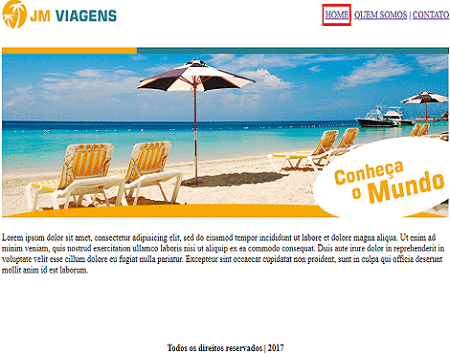 JM VIAGENS
HOME QUEM SOMOS | CONTATO
Conheça
o Mundo
Lorem ipsum dolor sit amet, consectetur adipisicing elit, sed do eiusmod tempor incididunt ut labore et dolore magna aliqua. Ut enim ad
minim veniam, quis nostrud exercitation ullamco laboris nisi ut aliquip ex ea commodo consequat. Duis aute irure dolor in reprehenderit in
voluptate velit esse cillum dolore eu fugiat nulla pariatur. Excepteur sint occaecat cupidatat non proident, sunt in culpa qui officia deserunt
mollit anim id est laborum.
Todos os direitos reservados | 2017